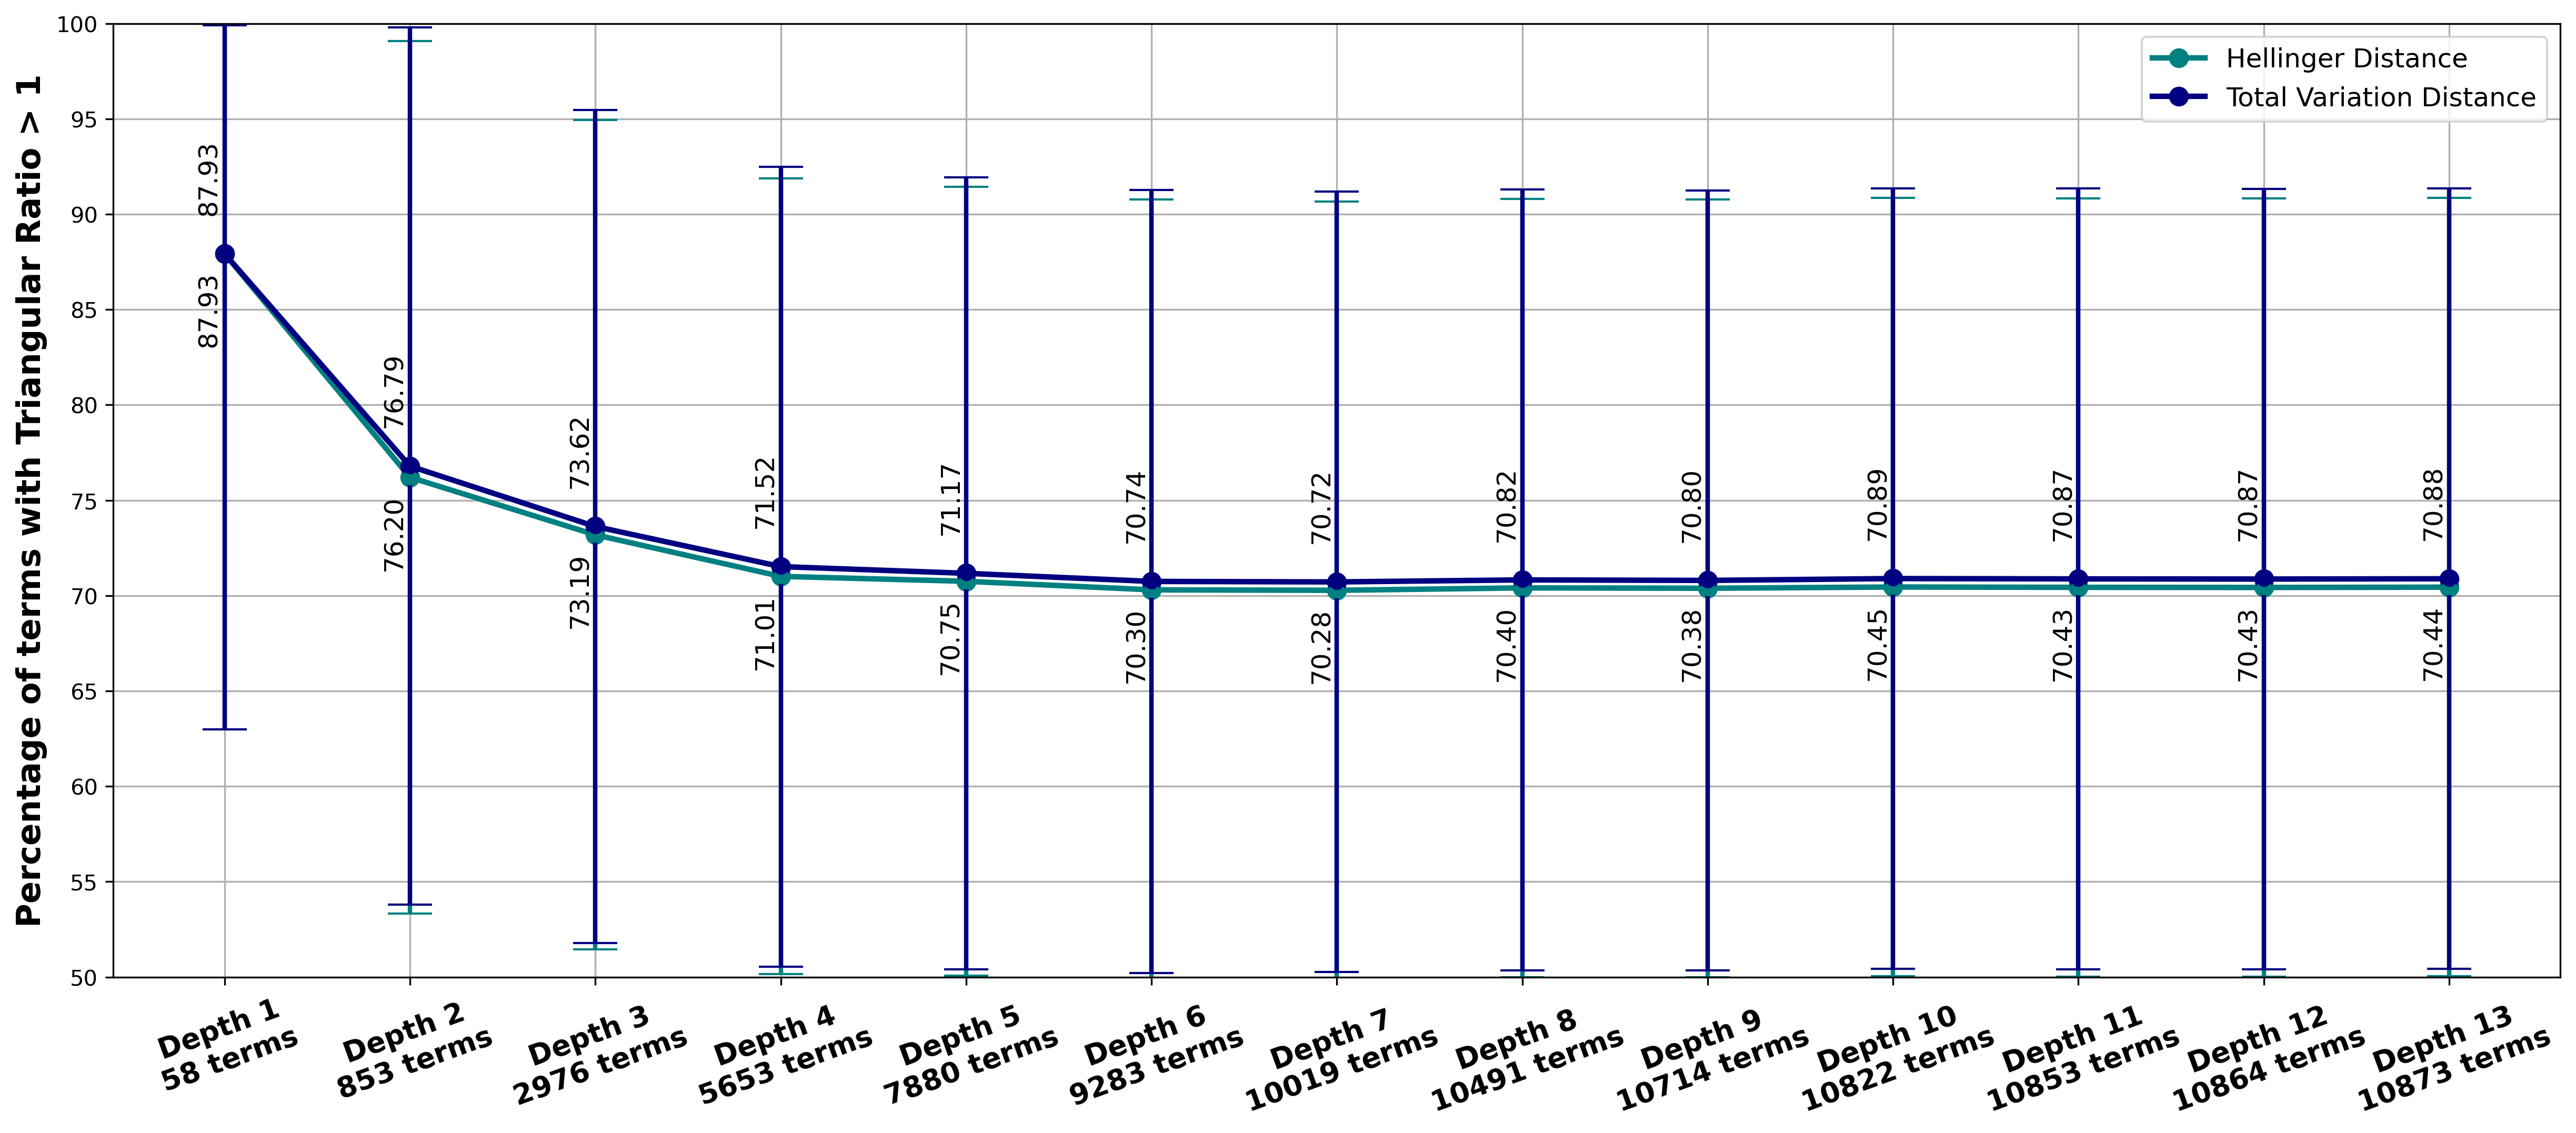 Percentage of terms with Triangular Ratio > 1
100
95
90
85
80
75
70
65
60
55
50
Hellinger Distance
Total Variation Distance
87.93
87.93
76.79
76.20
73.62
73.19
71.52
71.01
71.17
70.75
70.74
70.30
70.72
70.28
70.82
70.40
70.80
70.38
70.89
70.45
70.87
70.43
70.87
70.43
70.88
70.44
Depth 1
58 terms
Depth 2
853 terms
Depth 3
2976 terms
Depth 4
5653 terms
Depth 5
7880 terms
Depth 6
9283 terms
Depth 7
10019 terms
Depth 8
10491 terms
Depth 9
10714 terms
Depth 10
10822 terms
Depth 11
10853 terms
Depth 12
10864 terms
Depth 13
10873 terms